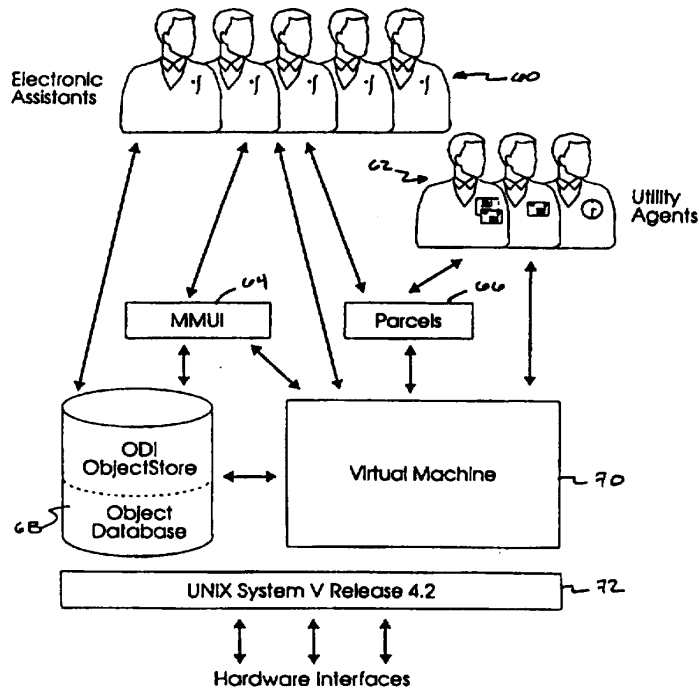 Electronic
Assistants
60
62
Utility
Agents
64
66
MMUI
Parcels
ODI
ObjectStore
Virtual Machine
70
68
Object
Database
UNIX System V Release 4.2
72
Hardware Interfaces